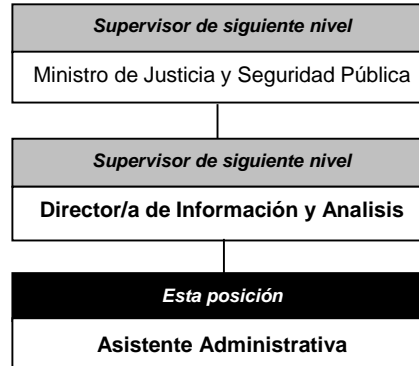 Supervisor de siguiente nivel
Ministro de Justicia y Seguridad Pública
Supervisor de siguiente nivel
Director/a de Información y Analisis
Esta posición
Asistente Administrativa